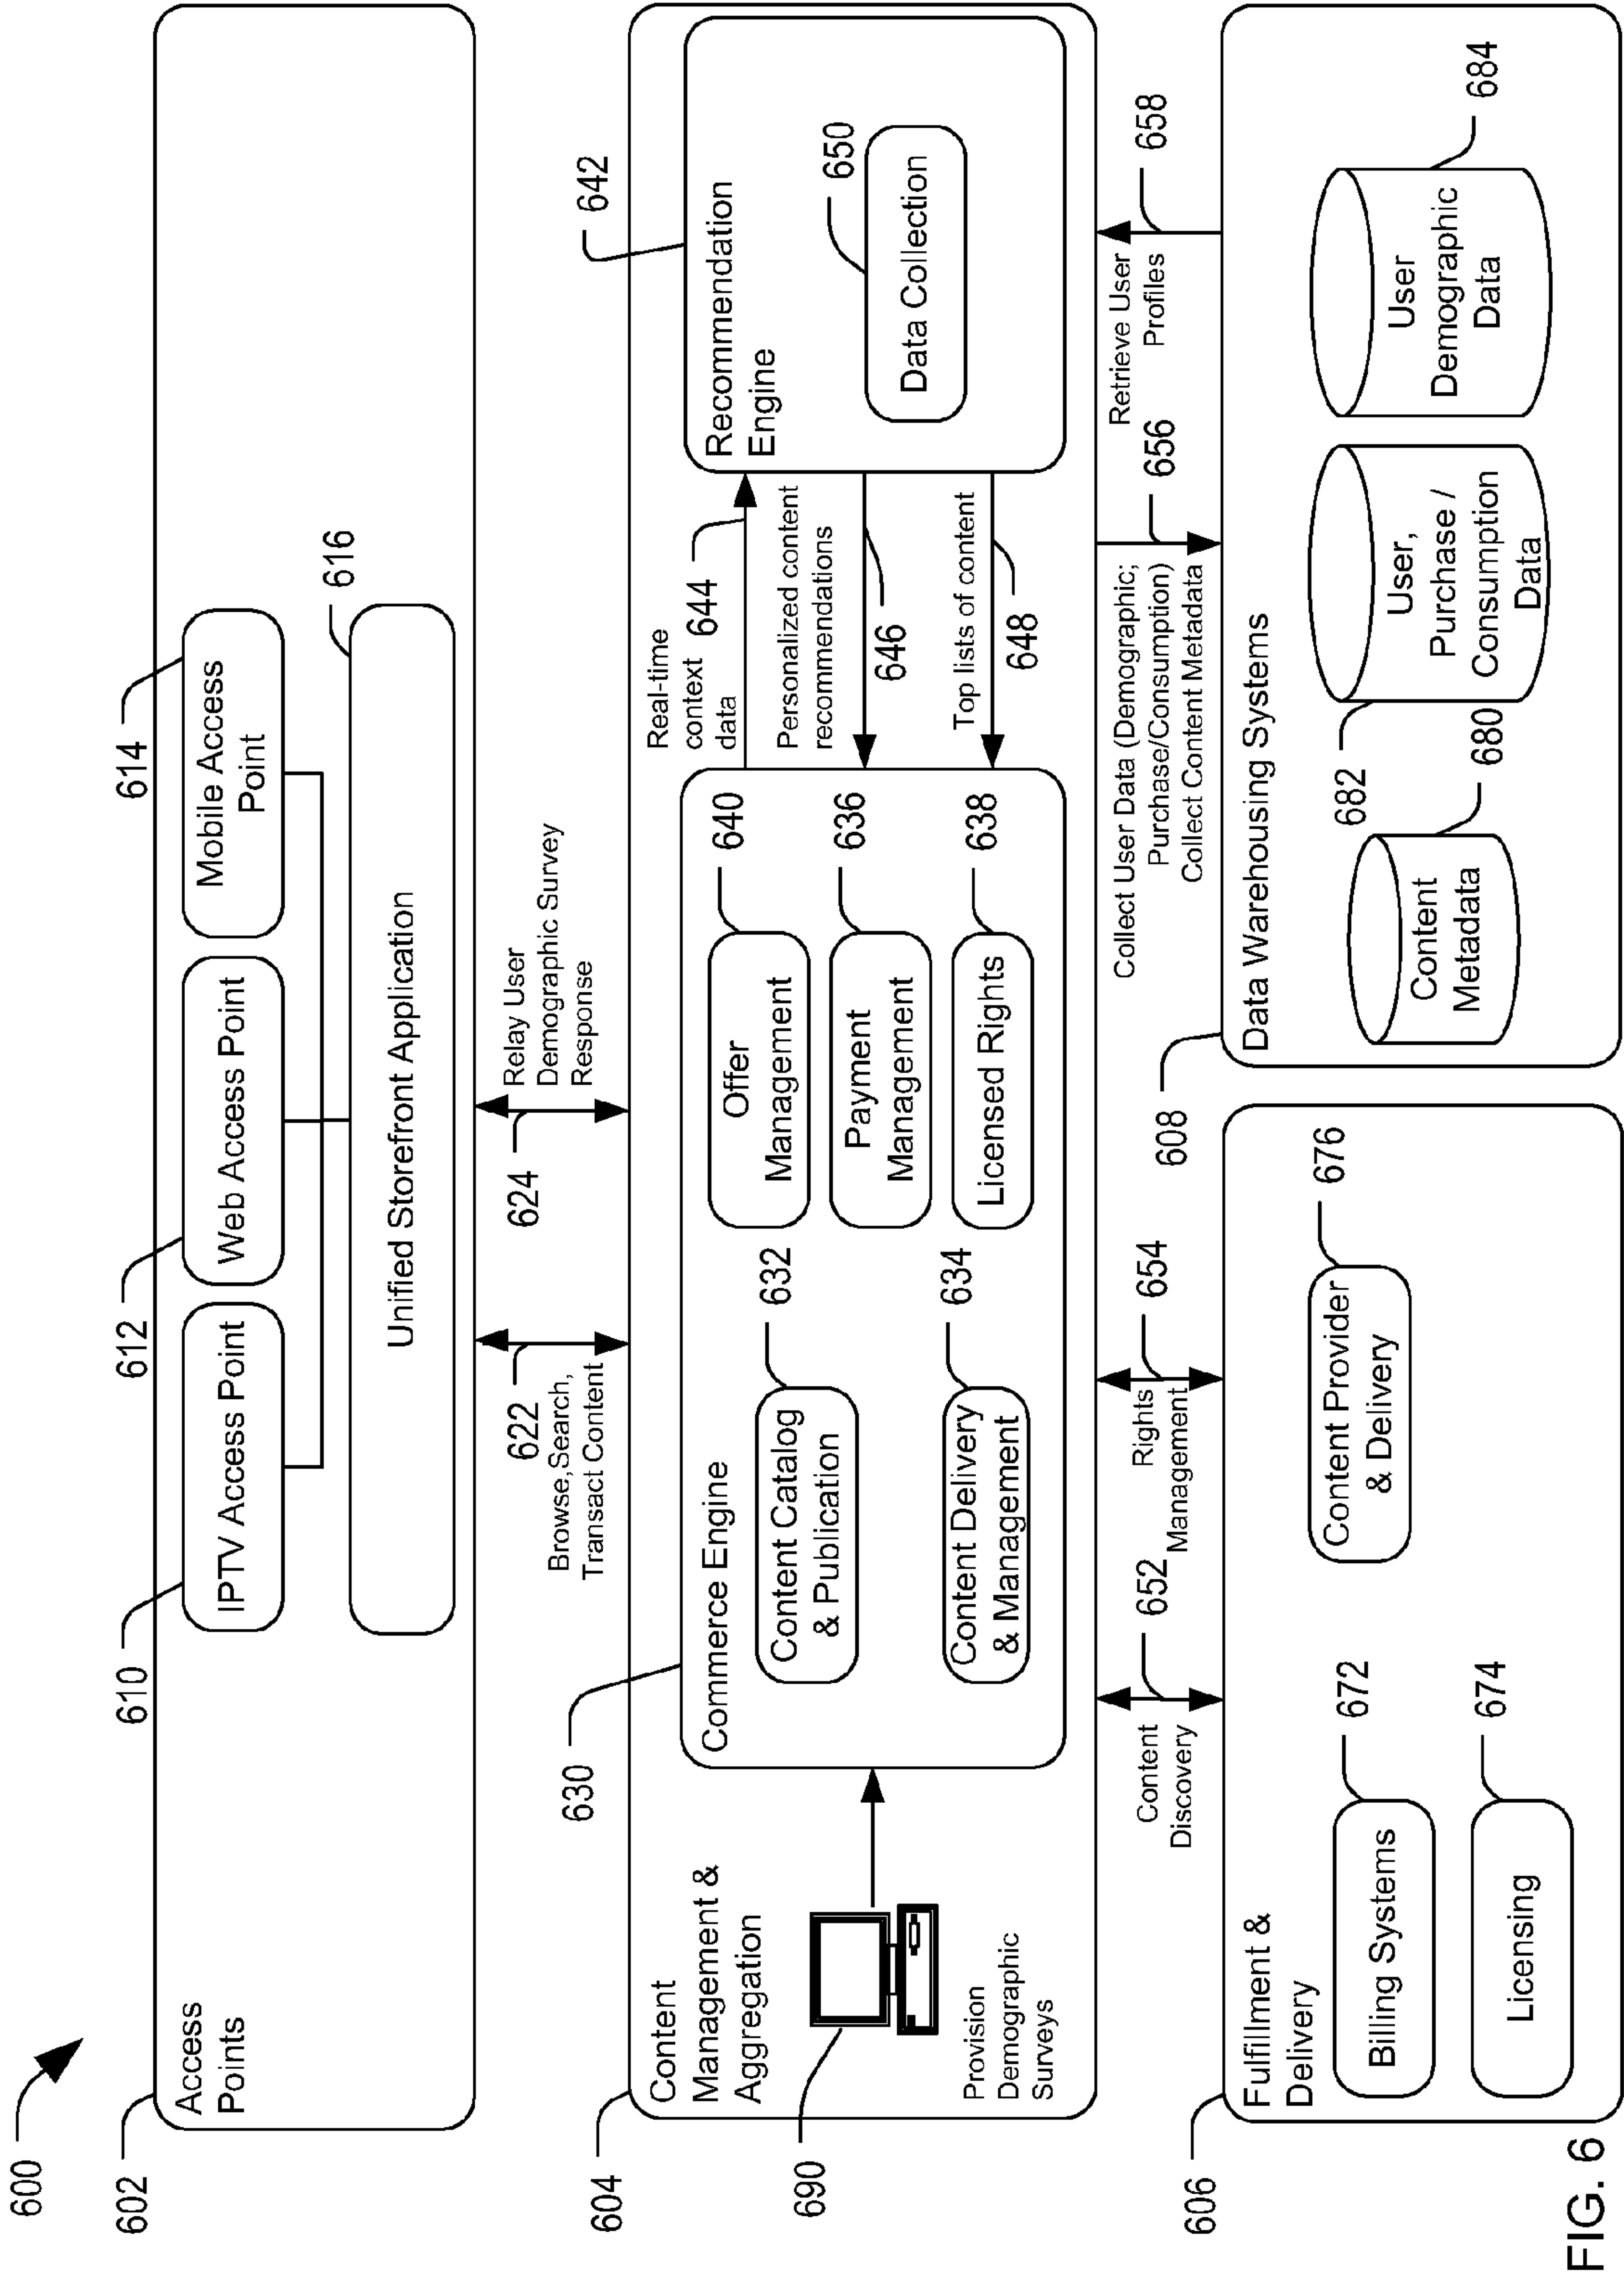 600
602
Access
Points
610
IPTV Access Point
612
Web Access Point
614
Mobile Access
Point
616
Unified Storefront Application
622
Browse,Search,
Transact Content
624
Relay User
Demographic Survey
Response
604
Content
Management &
Aggregation
690
Provision
Demographic
Surveys
630
Commerce Engine
632
Content Catalog
& Publication
634
Content Delivery
& Management
640
Offer
Management
636
Payment
Management
638
Licensed Rights
Real-time
context
data
644
Personalized content
recommendations
646
Top lists of content
648
642
Recommendation
Engine
650
Data Collection
Content
Discovery
652
Rights
Management
654
Collect User Data (Demographic;
Purchase/Consumption)
Collect Content Metadata
656
Retrieve User
Profiles
658
606
Fulfillment &
Delivery
672
Billing Systems
674
Licensing
676
Content Provider
& Delivery
608
Data Warehousing Systems
680
Content
Metadata
682
User,
Purchase /
Consumption
Data
684
User
Demographic
Data
FIG. 6